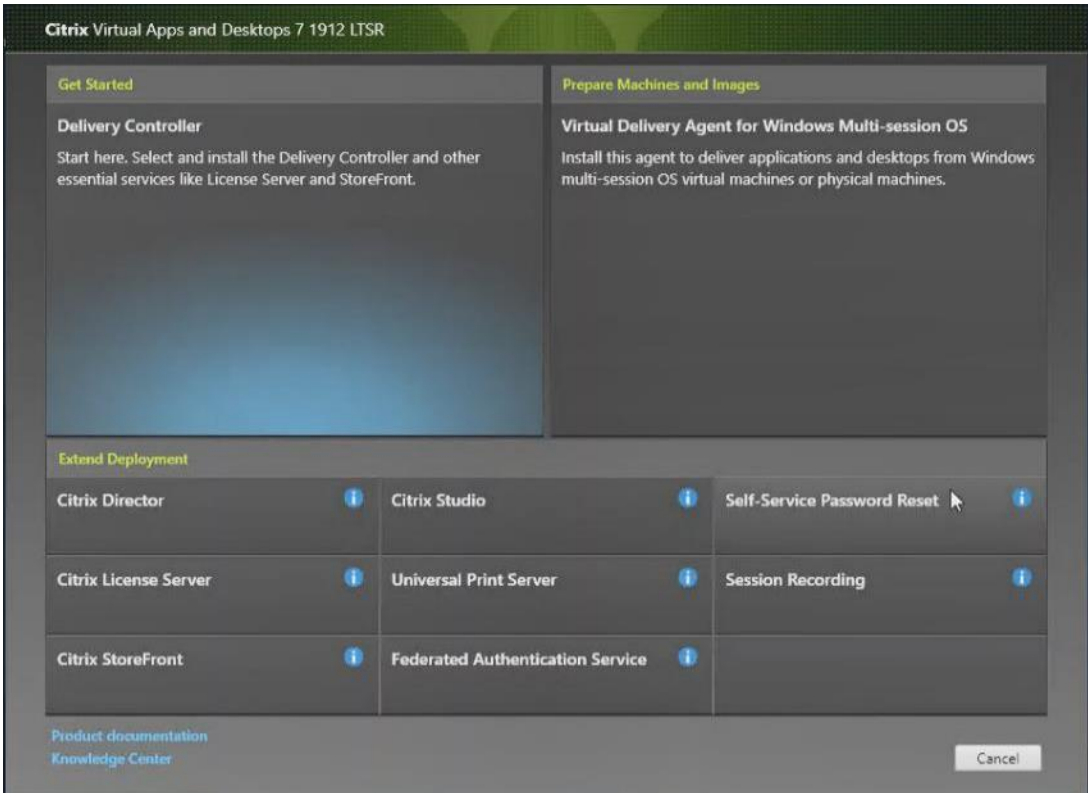 Citrix Virtual Apps and Desktops 7 1912 LTSR
Get Started
Delivery Controller
Start here. Select and install the Delivery Controller and other
essential services like License Server and StoreFront.
Prepare Machines and Images
Virtual Delivery Agent for Windows Multi-session OS
Install this agent to deliver applications and desktops from Windows
multi-session OS virtual machines or physical machines.
Extend Deployment
Citrix Director
Citrix Studio
Self-Service Password Reset
Citrix License Server
Universal Print Server
Session Recording
Citrix StoreFront
Federated Authentication Service
Product documentation
Knowledge Center
Cancel